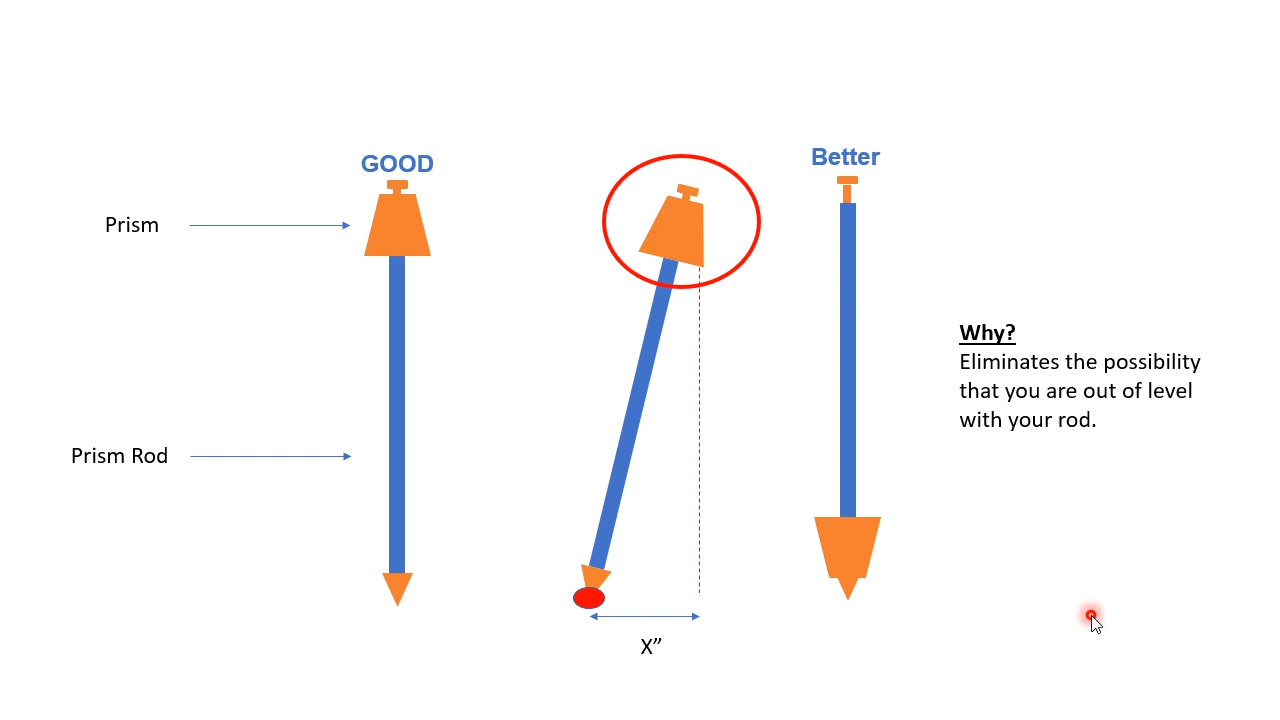 GOOD
Better
Prism
Why?
Eliminates the possibility
that you are out of level
with your rod.
Prism Rod
X”